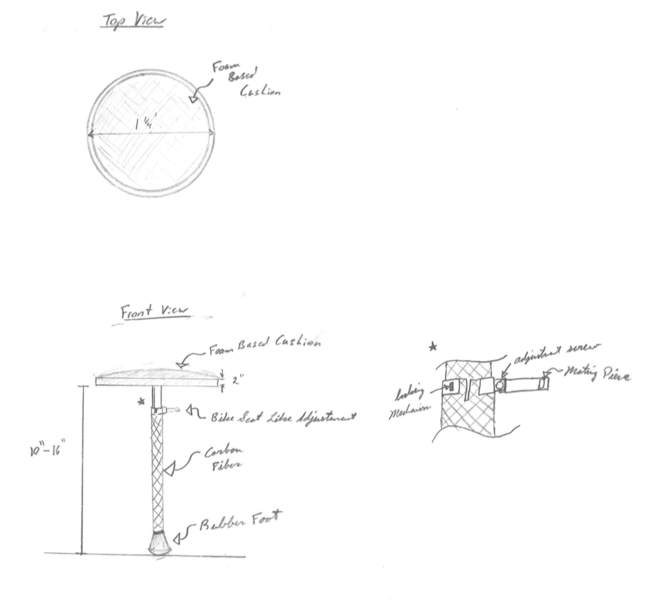 Top View
Foam
Based
Cushion
1 1/4'
Front View
Foam Based Cushion
2"
★
Bike Seat Like Adjustement
10"-16"
Carbon
Fiber
Rubber Foot
★
adjustment screw
Mating Piece
locking
Mechanism